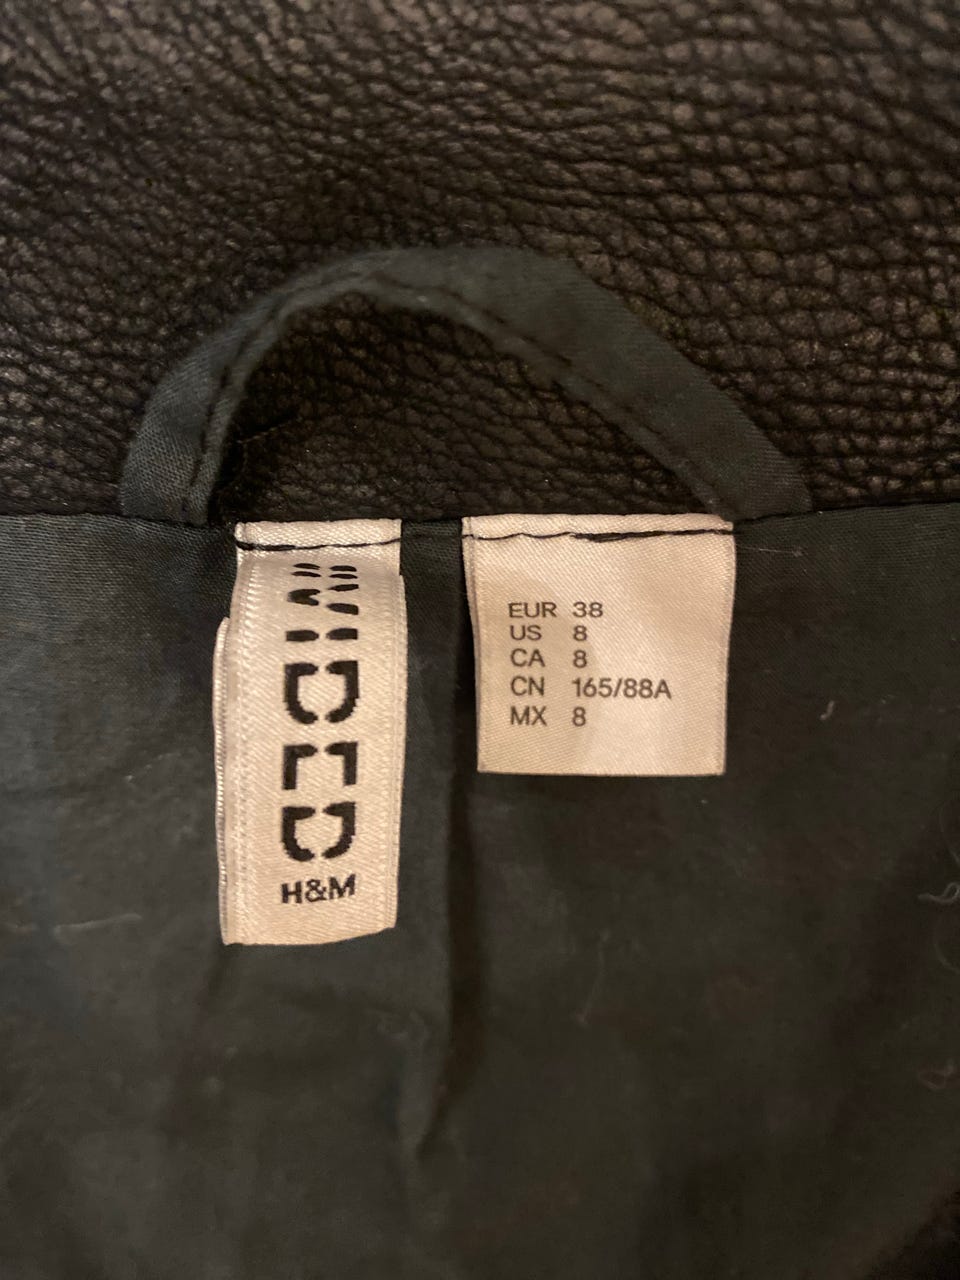 DIVIDED
H&M
EUR 38
US 8
CA 8
CN 165/88A
MX 8